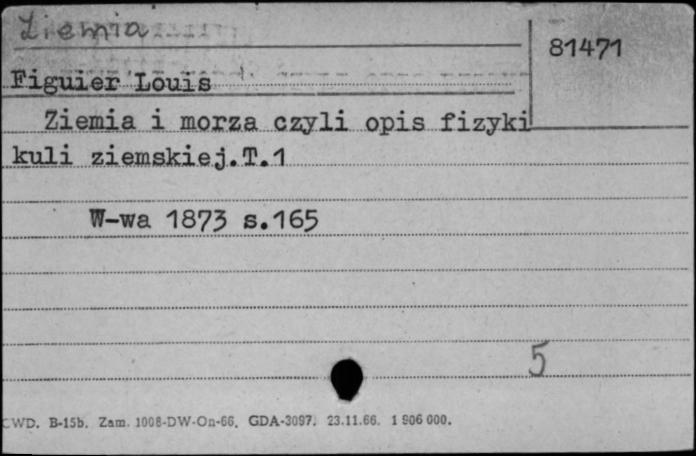 Ziemia
81471
Figuier Louis
Ziemia i morza czyli opis fizyki
kuli ziemskiej.T.1
W-wa 1873 s.165
5
CWD. B-15b. Zam. 1008-DW-On-66. GDA-3097. 23.11.66. 1 906 000.